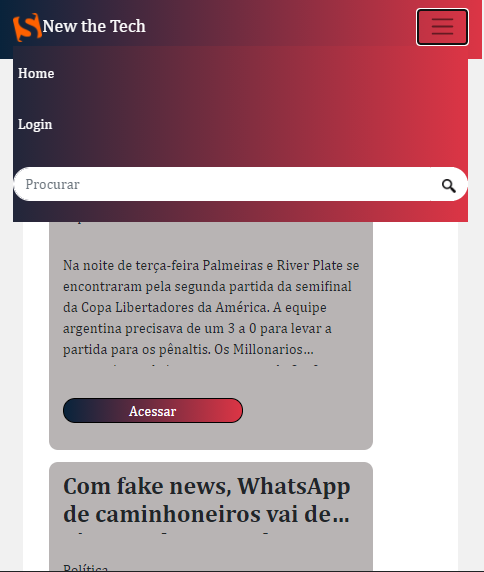 New the Tech
Home
Login
Procurar
Na noite de terça-feira Palmeiras e River Plate se
encontraram pela segunda partida da semifinal
da Copa Libertadores da América. A equipe
argentina precisava de um 3 a 0 para levar a
partida para os pênaltis. Os Millonarios...
Acessar
Com fake news, WhatsApp
de caminhoneiros vai de...
Política